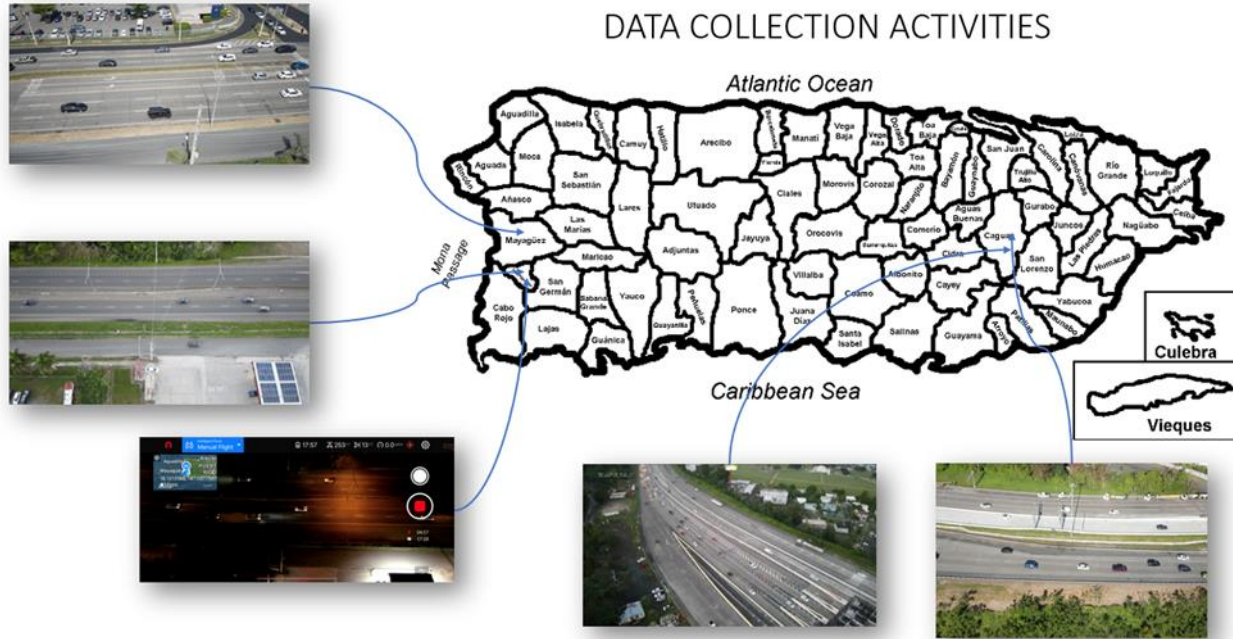 DATA COLLECTION ACTIVITIES
Atlantic Ocean
Mona
Passage
Caribbean Sea
Aguadilla
Isabela
Camuy
Hatillo
Arecibo
Manatí
Vega
Baja
Vega
Alta
Dorado
Toa
Baja
San Juan
Carolina
Loíza
Canóvanas
Río
Grande
Luquillo
Fajardo
Ceiba
Aguada
Moca
Rincón
San
Sebastián
Florida
Ciales
Morovis
Corozal
Toa
Alta
Naranjito
Bayamón
Guaynabo
Trujillo
Alto
Gurabo
Juncos
Las Piedras
Nagüabo
Humacao
Añasco
Las
Marías
Lares
Utuado
Jayuya
Orocovis
Comerío
Aguas
Buenas
Caguas
Cidra
San
Lorenzo
Mayagüez
Maricao
Adjuntas
Villalba
Coamo
Aibonito
Cayey
Yabucoa
Maunabo
Patillas
Arroyo
Guayama
Salinas
Santa
Isabel
Juana
Díaz
Ponce
Peñuelas
Guayanilla
Yauco
Sabana
Grande
San
Germán
Cabo
Rojo
Lajas
Guánica
Culebra
Vieques
Manual Flight
17:57